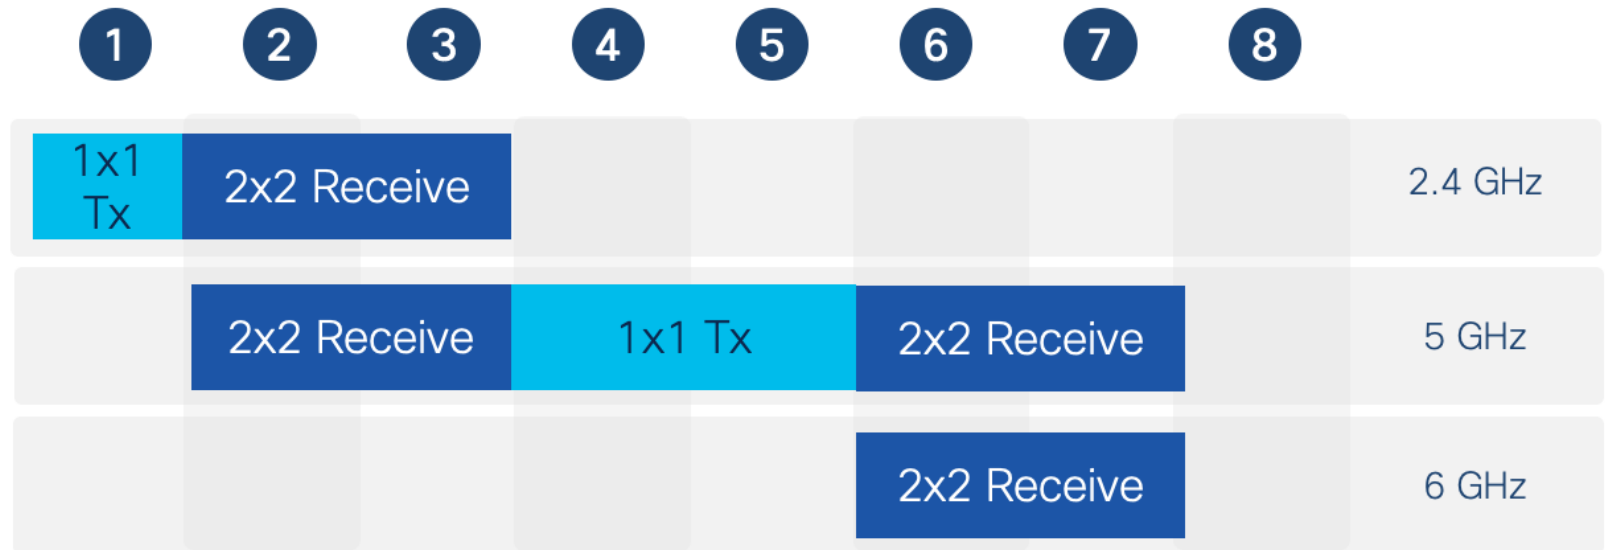 1 2 3 4 5 6 7 8
1x1
Tx
2x2 Receive
2.4 GHz
2x2 Receive
1x1 Tx
2x2 Receive
5 GHz
2x2 Receive
6 GHz